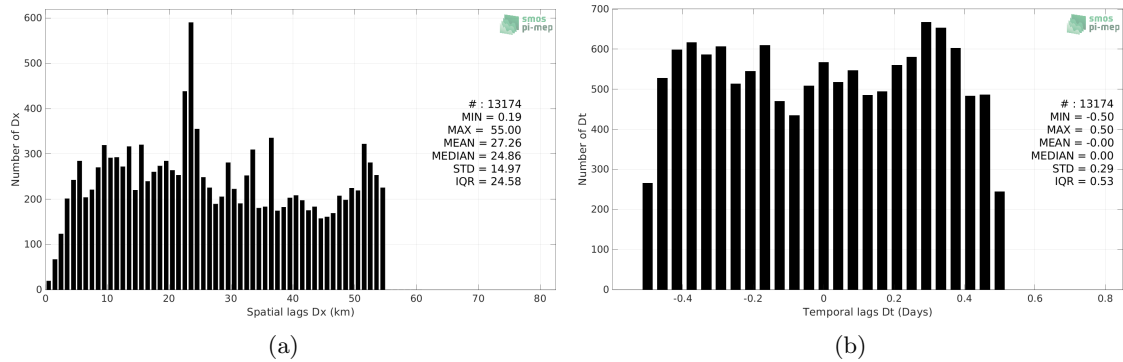 600
500
400
300
200
100
0
Number of Dx
0 10 20 30 40 50 60 70 80
Spatial lags Dx (km)
smos
pi-mep
# : 13174
MIN = 0.19
MAX = 55.00
MEAN = 27.26
MEDIAN = 24.86
STD = 14.97
IQR = 24.58
(a)
700
600
500
400
300
200
100
0
Number of Dt
-0.4 -0.2 0 0.2 0.4 0.6 0.8
Temporal lags Dt (Days)
smos
pi-mep
# : 13174
MIN = -0.50
MAX = 0.50
MEAN = -0.00
MEDIAN = 0.00
STD = 0.29
IQR = 0.53
(b)